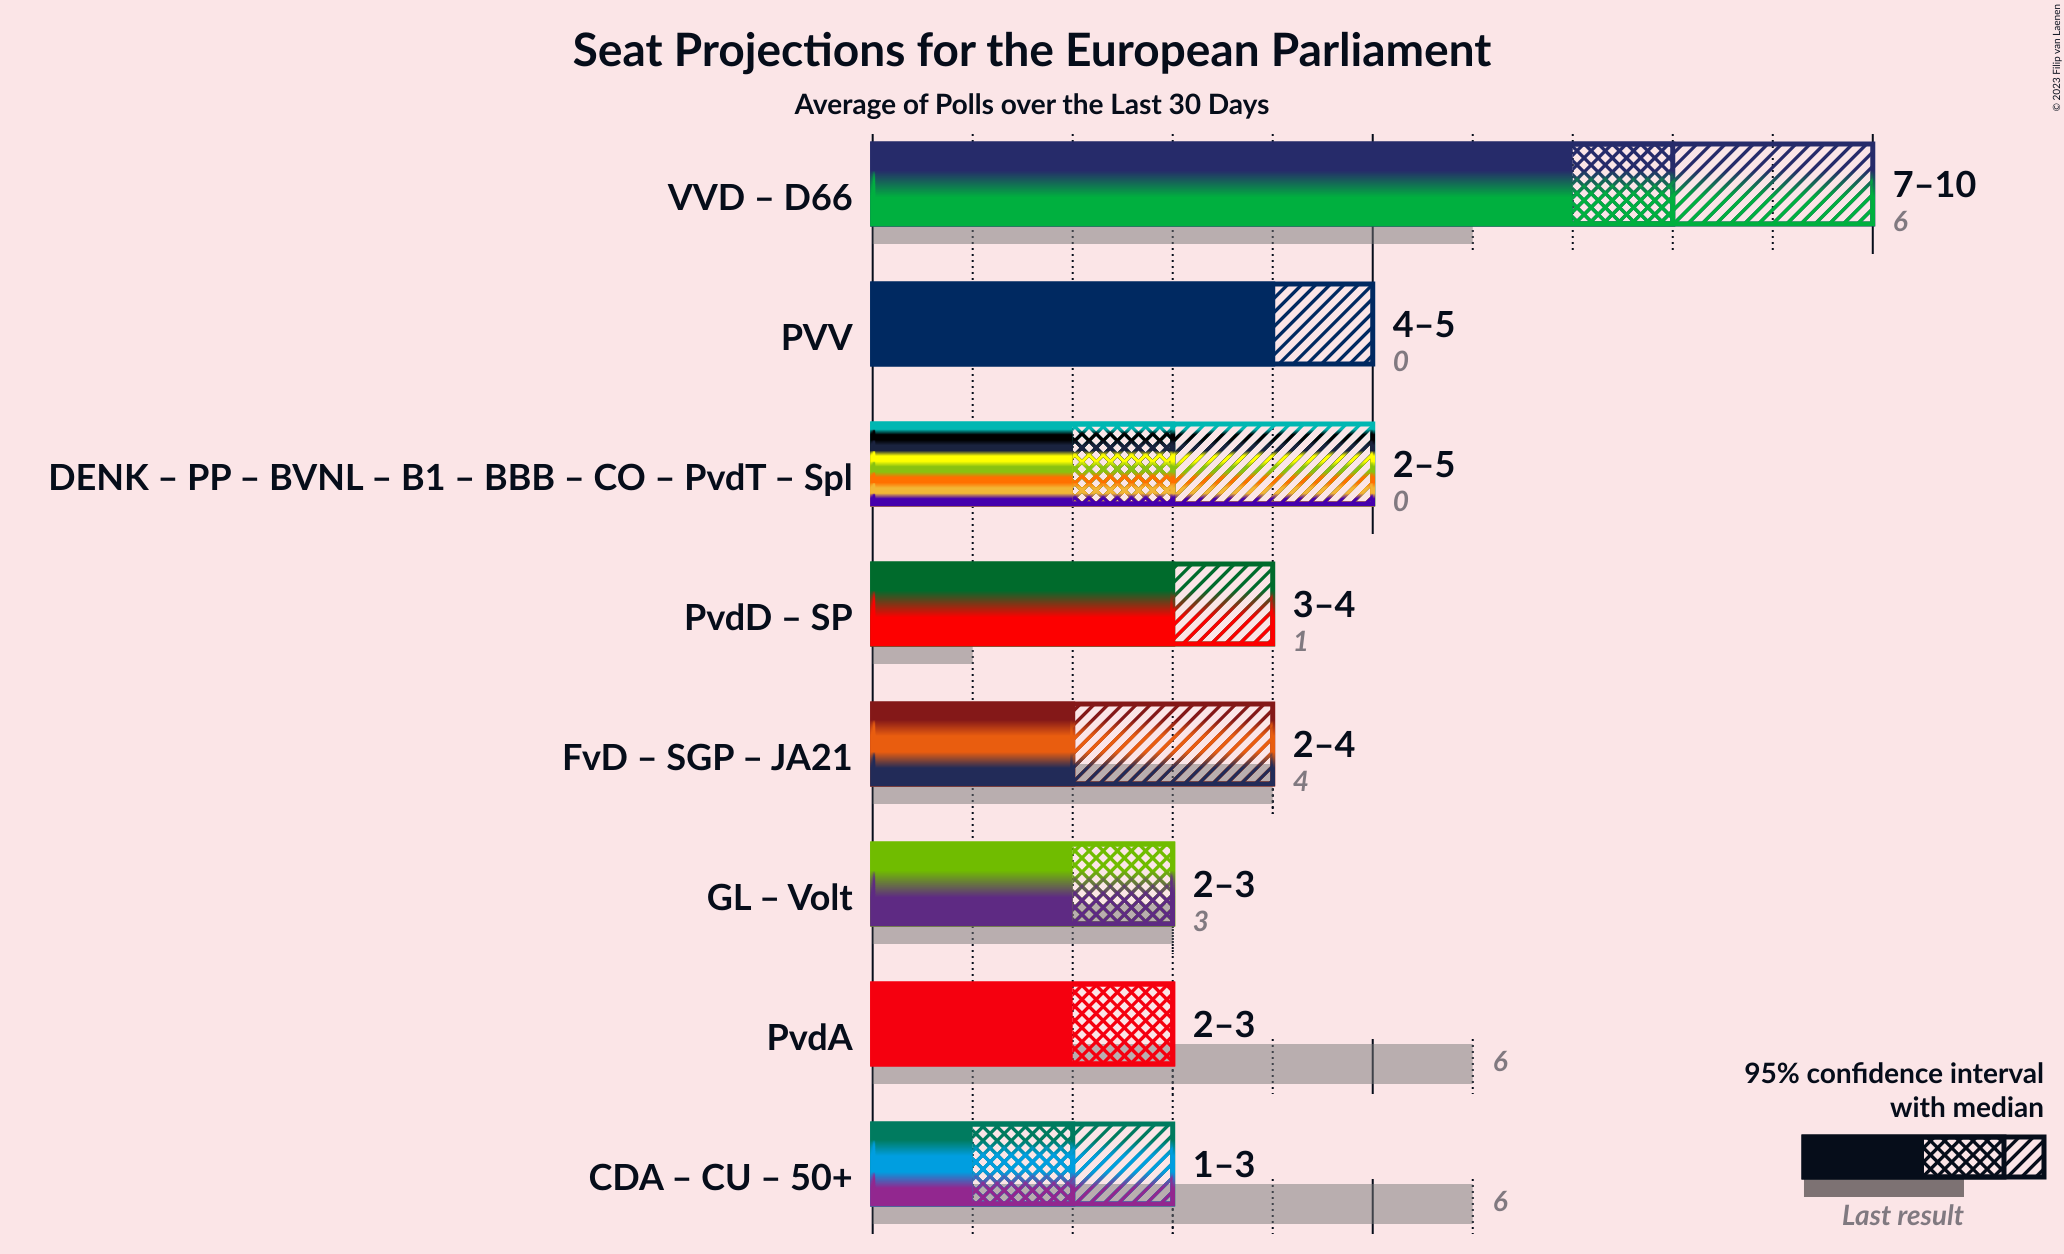 Seat Projections for the European Parliament
Average of Polls over the Last 30 Days
© 2023 Filip van Laenen
VVD – D66
7–10
6
PVV
4–5
0
DENK – PP – BVNL – B1 – BBB – CO – PvdT – Spl
2–5
0
PvdD – SP
3–4
1
FvD – SGP – JA21
2–4
4
GL – Volt
2–3
3
PvdA
2–3
6
CDA – CU – 50+
1–3
6
95% confidence interval
with median
Last result